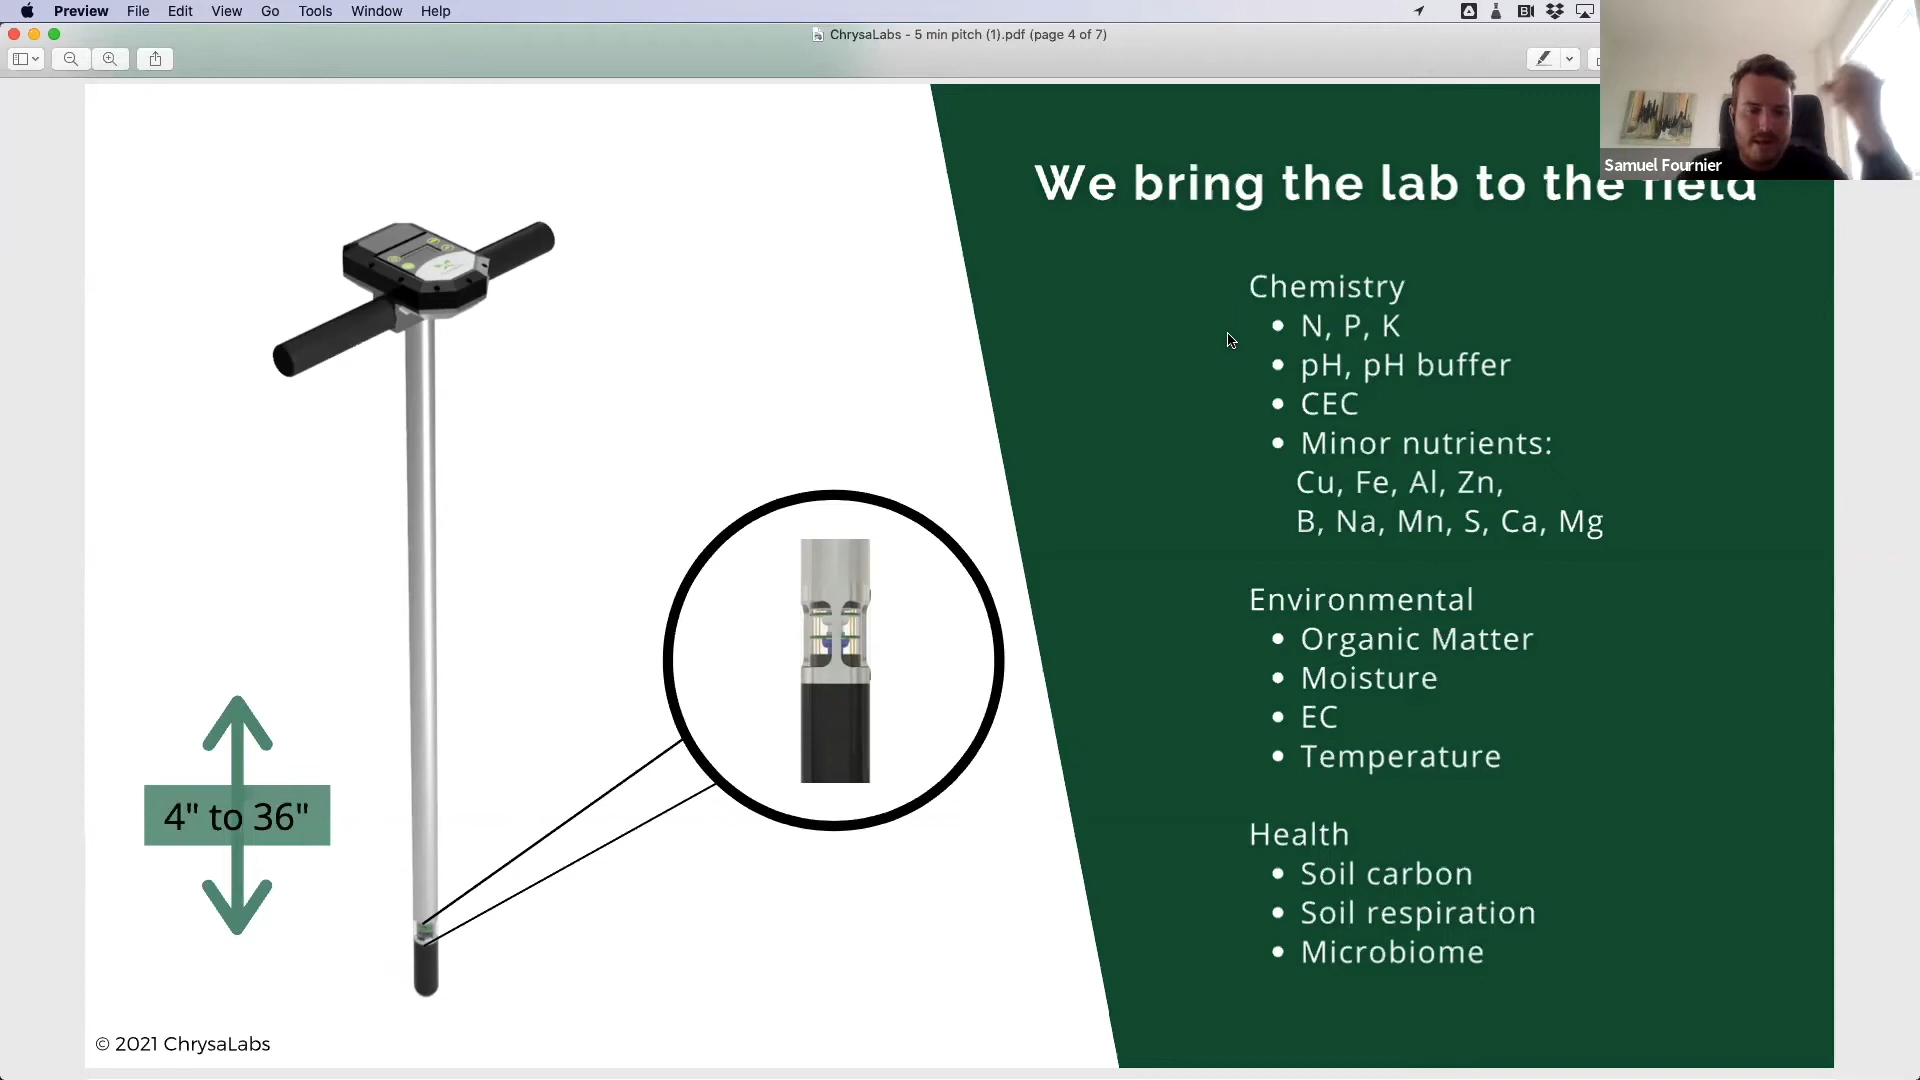 Preview File Edit View Go Tools Window Help
ChrysaLabs - 5 min pitch (1).pdf (page 4 of 7)
Samuel Fournier
We bring the lab to the field
Chemistry
• N, P, K
• pH, pH buffer
• CEC
• Minor nutrients:
Cu, Fe, Al, Zn,
B, Na, Mn, S, Ca, Mg
Environmental
• Organic Matter
• Moisture
• EC
• Temperature
Health
• Soil carbon
• Soil respiration
• Microbiome
4" to 36"
© 2021 ChrysaLabs